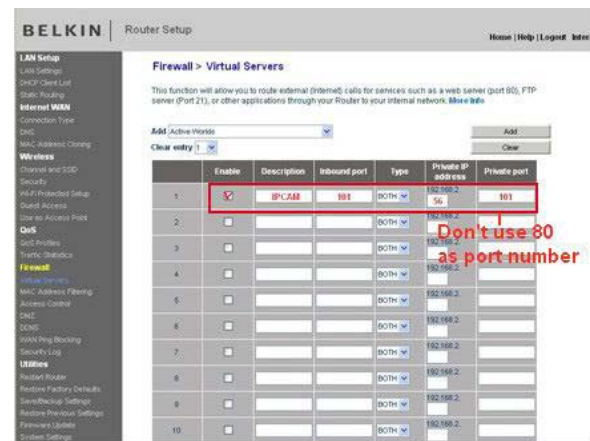 BELKIN | Router Setup
Home | Help | Logout Inter
LAN Setup
LAN Settings
DHCP Client List
Static Routing
Internet WAN
Connection Type
DNS
MAC Address Cloning
Wireless
Channel and SSID
Security
Wi-Fi Protected Setup
Guest Access
Use as Access Point
QoS
QoS Profiles
Traffic Statistics
Firewall
Virtual Servers
MAC Address Filtering
Access Control
DMZ
DDNS
WAN Ping Blocking
Security Log
Utilities
Restart Router
Restore Factory Defaults
Save/Backup Settings
Restore Previous Settings
Firmware Update
System Settings
Firewall > Virtual Servers
This function will allow you to route external (Internet) calls for services such as a web server (port 80), FTP
server (Port 21), or other applications through your Router to your internal network. More Info
Add Active Worlds Add
Clear entry 1 Clear
Enable Description Inbound port Type Private IP address Private port
1 IPCAM 101 BOTH 192.168.2. 56 101
Don't use 80
as port number
2 BOTH 192.168.2.
3 BOTH 192.168.2.
4 BOTH 192.168.2.
5 BOTH 192.168.2.
6 BOTH 192.168.2.
7 BOTH 192.168.2.
8 BOTH 192.168.2.
9 BOTH 192.168.2.
10 BOTH 192.168.2.